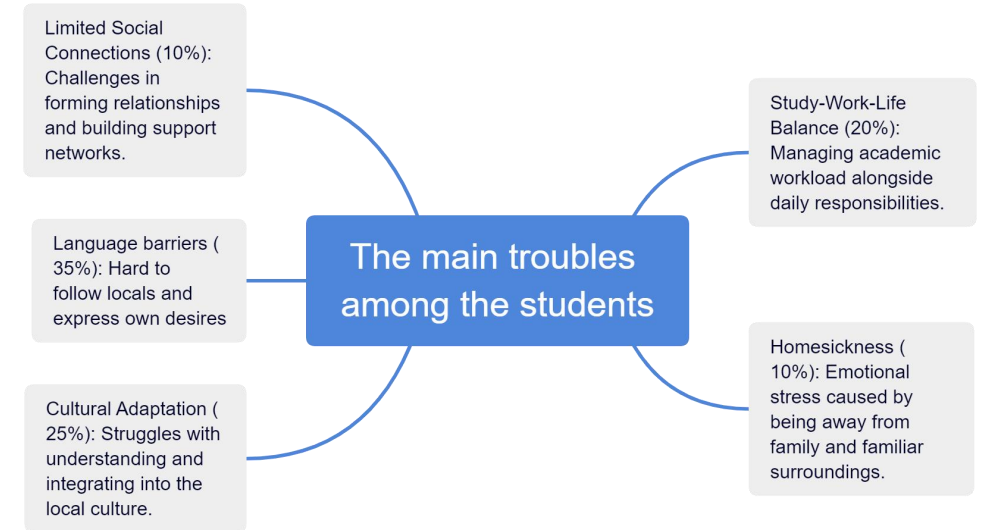 Limited Social
Connections (10%):
Challenges in
forming relationships
and building support
networks.
Language barriers (
35%): Hard to
follow locals and
express own desires
Cultural Adaptation (
25%): Struggles with
understanding and
integrating into the
local culture.
The main troubles
among the students
Study-Work-Life
Balance (20%):
Managing academic
workload alongside
daily responsibilities.
Homesickness (
10%): Emotional
stress caused by
being away from
family and familiar
surroundings.